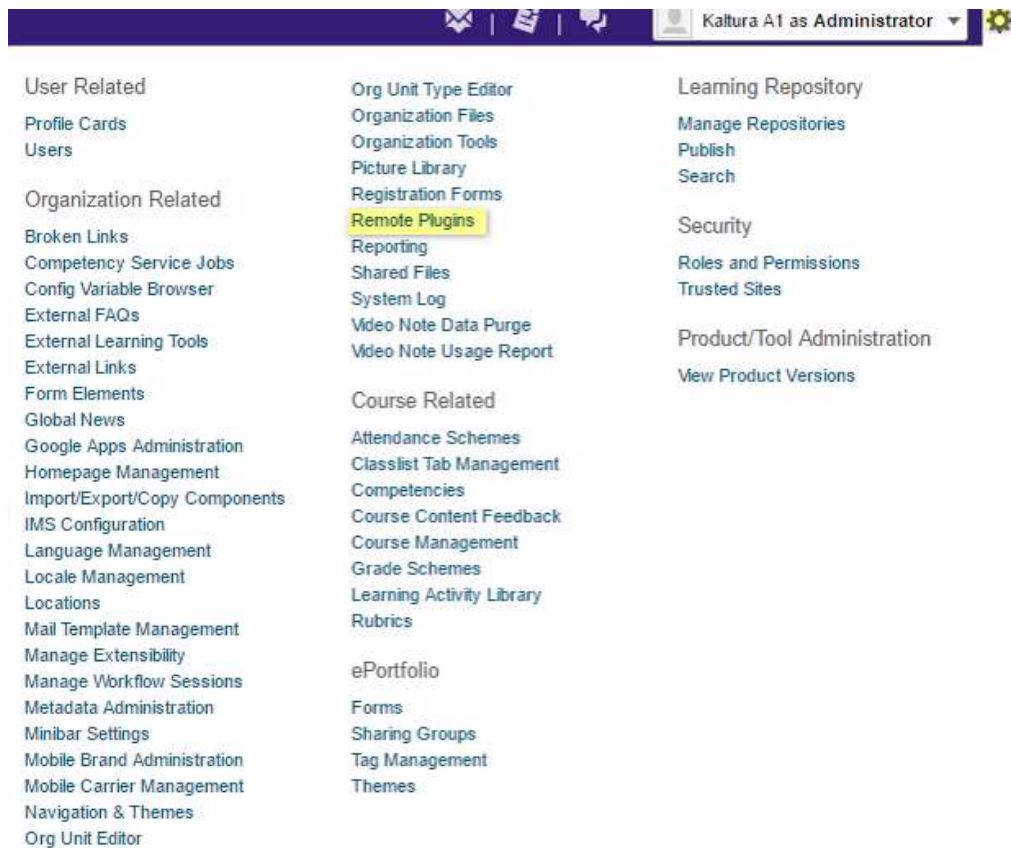 Kaltura A1 as Administrator
User Related
Profile Cards
Users
Organization Related
Broken Links
Competency Service Jobs
Config Variable Browser
External FAQs
External Learning Tools
External Links
Form Elements
Global News
Google Apps Administration
Homepage Management
Import/Export/Copy Components
IMS Configuration
Language Management
Locale Management
Locations
Mail Template Management
Manage Extensibility
Manage Workflow Sessions
Metadata Administration
Minibar Settings
Mobile Brand Administration
Mobile Carrier Management
Navigation & Themes
Org Unit Editor
Org Unit Type Editor
Organization Files
Organization Tools
Picture Library
Registration Forms
Remote Plugins
Reporting
Shared Files
System Log
Video Note Data Purge
Video Note Usage Report
Course Related
Attendance Schemes
Classlist Tab Management
Competencies
Course Content Feedback
Course Management
Grade Schemes
Learning Activity Library
Rubrics
ePortfolio
Forms
Sharing Groups
Tag Management
Themes
Learning Repository
Manage Repositories
Publish
Search
Security
Roles and Permissions
Trusted Sites
Product/Tool Administration
View Product Versions